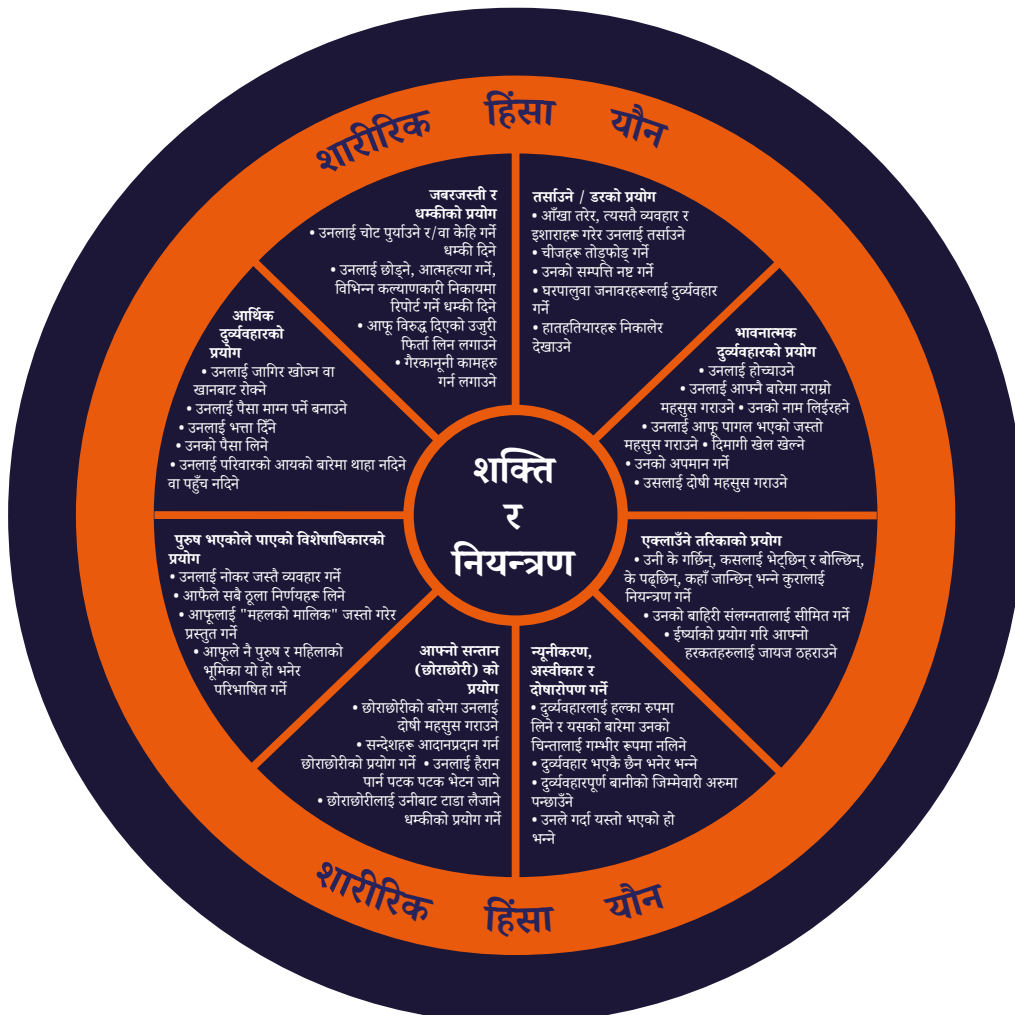 शारीरिक हिंसा यौन
जबरजस्ती र
धम्कीको प्रयोग
• उनलाई चोट पुर्याउने र/वा केहि गर्ने
धम्की दिने
• उनलाई छोड्ने, आत्महत्या गर्ने,
विभिन्न कल्याणकारी निकायमा
रिपोर्ट गर्ने धम्की दिने
• आफू विरुद्ध दिएको उजुरी
फिर्ता लिन लगाउने
• गैरकानूनी कामहरु
गर्न लगाउने
तर्साउने / डरको प्रयोग
• आँखा तरेर, त्यसतै व्यवहार र
इशाराहरू गरेर उनलाई तर्साउने
• चीजहरू तोड्फोड् गर्ने
• उनको सम्पत्ति नष्ट गर्ने
• घरपालुवा जनावरहरूलाई दुर्व्यवहार
गर्ने
• हातहतियारहरू निकालेर
देखाउने
भावनात्मक
दुर्व्यवहारको प्रयोग
• उनलाई होच्याउने
• उनलाई आफ्नै बारेमा नराम्रो
महसुस गराउने • उनको नाम लिईरहने
• उनलाई आफू पागल भएको जस्तो
महसुस गराउने • दिमागी खेल खेल्ने
• उनको अपमान गर्ने
• उसलाई दोषी महसुस गराउने
एक्लाउँने तरिकाको प्रयोग
• उनी के गर्छिन्, कसलाई भेट्छिन् र बोल्छिन्,
के पढ्छिन्, कहाँ जान्छिन् भन्ने कुरालाई
नियन्त्रण गर्ने
• उनको बाहिरी संलग्नतालाई सीमित गर्ने
• ईर्ष्याको प्रयोग गरि आफ्नो
हरकतहरुलाई जायज ठहराउने
न्यूनीकरण,
अस्वीकार र
दोषारोपण गर्ने
• दुर्व्यवहारलाई हल्का रुपमा
लिने र यसको बारेमा उनको
चिन्तालाई गम्भीर रूपमा नलिने
• दुर्व्यवहार भएकै छैन भनेर भन्ने
• दुर्व्यवहारपूर्ण बानीको जिम्मेवारी अरुमा
पन्छाउँने
• उनले गर्दा यस्तो भएको हो
भन्ने
आफ्नो सन्तान
(छोराछोरी) को
प्रयोग
• छोराछोरीको बारेमा उनलाई
दोषी महसुस गराउने
• सन्देशहरू आदानप्रदान गर्न
छोराछोरीको प्रयोग गर्ने • उनलाई हैरान
पार्न पटक पटक भेटन जाने
• छोराछोरीलाई उनीबाट टाडा लैजाने
धम्कीको प्रयोग गर्ने
पुरुष भएकोले पाएको विशेषाधिकारको
प्रयोग
• उनलाई नोकर जस्तै व्यवहार गर्ने
• आफैले सबै ठूला निर्णयहरू लिने
• आफूलाई "महलको मालिक" जस्तो गरेर
प्रस्तुत गर्ने
• आफूले नै पुरुष र महिलाको
भूमिका यो हो भनेर
परिभाषित गर्ने
आर्थिक
दुर्व्यवहारको
प्रयोग
• उनलाई जागिर खोज्न वा
खानबाट रोक्ने
• उनलाई पैसा माग्न पर्ने बनाउने
• उनलाई भत्ता दिँने
• उनको पैसा लिने
• उनलाई परिवारको आयको बारेमा थाहा नदिने
वा पहुँच नदिने
शक्ति
र
नियन्त्रण
शारीरिक हिंसा यौन